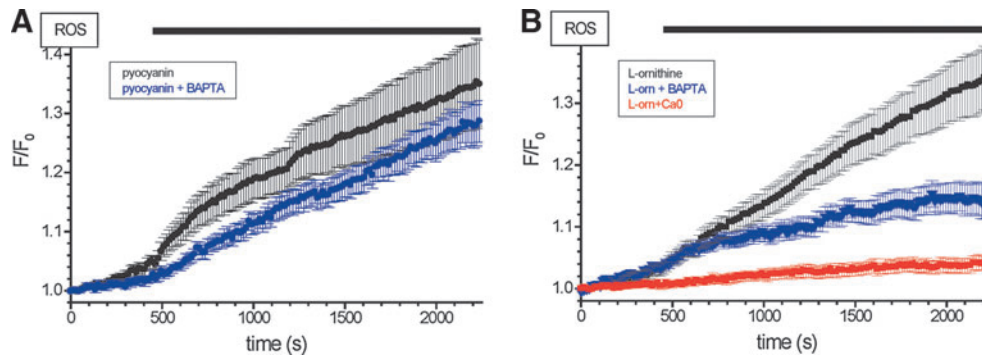 A
ROS
pyocyanin
pyocyanin + BAPTA
1.4
1.3
1.2
1.1
1.0
F/F0
0
500
1000
1500
2000
time (s)
B
ROS
L-ornithine
L-orn + BAPTA
L-orn+Ca0
1.3
1.2
1.1
1.0
F/F0
0
500
1000
1500
2000
time (s)